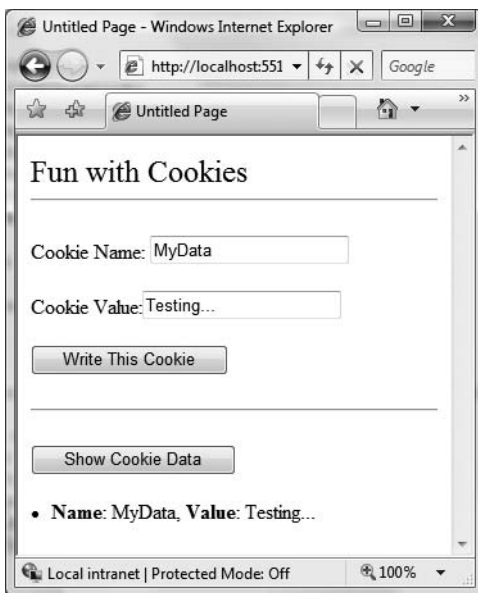 Untitled Page - Windows Internet Explorer
http://localhost:551
Google
Untitled Page
Fun with Cookies
Cookie Name: MyData
Cookie Value: Testing...
Write This Cookie
Show Cookie Data
• Name: MyData, Value: Testing...
Local intranet | Protected Mode: Off
100%